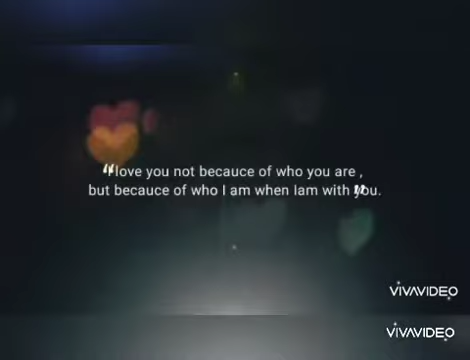 “I love you not becauce of who you are ,
but becauce of who I am when Iam with you.”
VIVAVIDEO
VIVAVIDEO